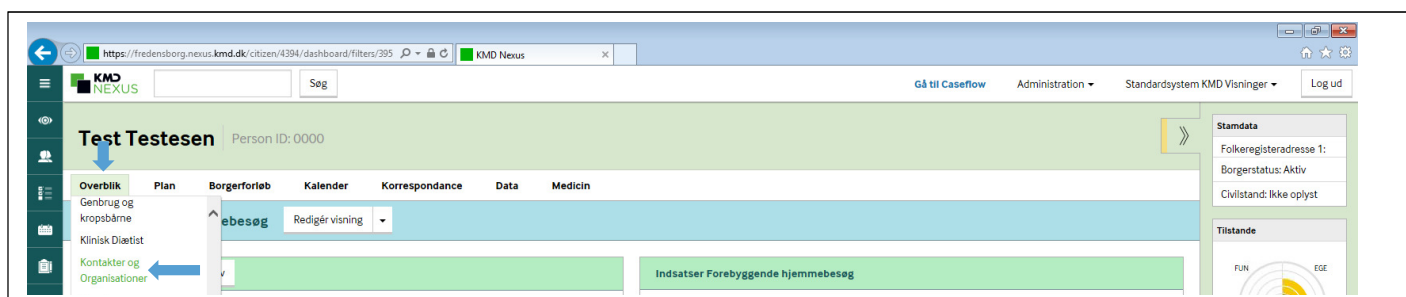 https://fredensborg.nexus.kmd.dk/citizen/4394/dashboard/filters/395
KMD Nexus
KMD
NEXUS
Søg
Gå til Caseflow
Administration
Standardsystem KMD Visninger
Log ud
Test Testesen
Person ID: 0000
Overblik
Plan
Borgerforløb
Kalender
Korrespondance
Data
Medicin
Genbrug og
kropsbårne
Klinisk Diætist
Kontakter og
Organisationer
ebesøg
Redigér visning
v
Indsatser Forebyggende hjemmebesøg
Stamdata
Folkeregisteradresse 1:
Borgerstatus: Aktiv
Civilstand: Ikke oplyst
Tilstande
FUN
EGE